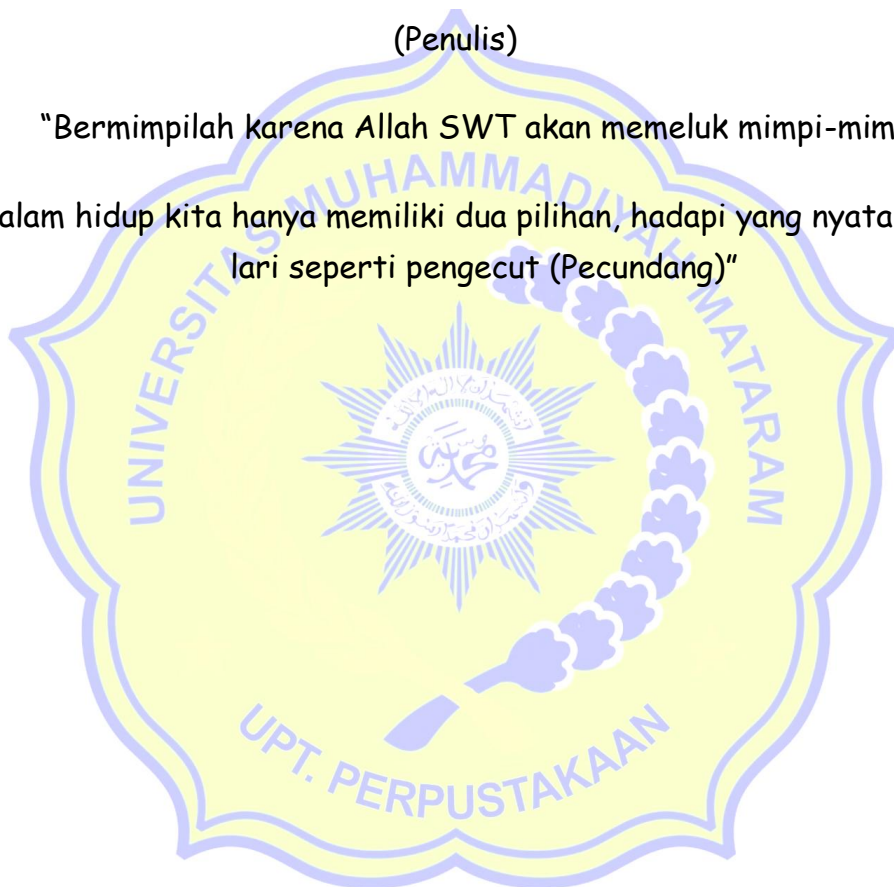 (Penulis)
“Bermimpilah karena Allah SWT akan memeluk mimpi-mim
alam hidup kita hanya memiliki dua pilihan, hadapi yang nyata
lari seperti pengecut (Pecundang)”
UNIVERSITAS MUHAMMADIYAH MATARAM
UPT. PERPUSTAKAAN